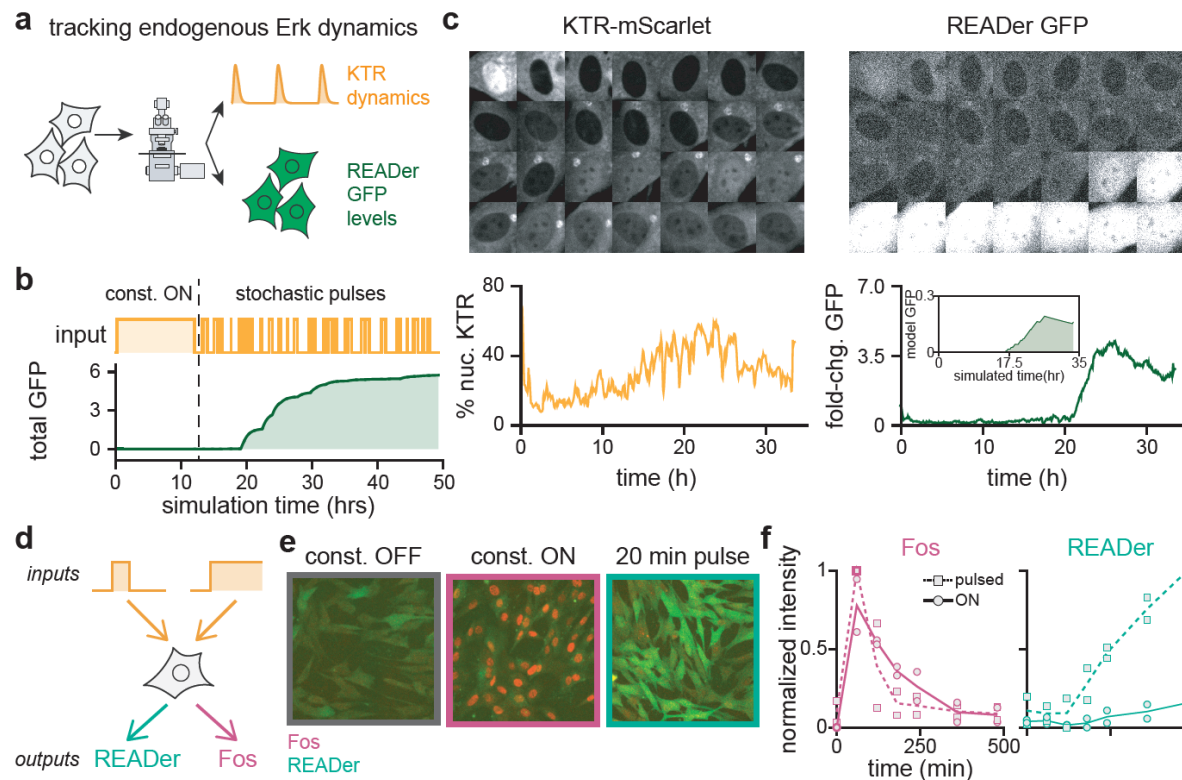 a
tracking endogenous Erk dynamics
KTR
dynamics
READer
GFP
levels
b
const. ON
stochastic pulses
input
total GFP
6
3
0
0
10
20
30
40
50
simulation time (hrs)
c
KTR-mScarlet
READer GFP
% nuc. KTR
80
40
0
0
10
20
30
time (h)
fold-chg. GFP
7.0
3.5
0
0
10
20
30
time (h)
model GFP
0.3
0
0
17.5
35
simulated time(hr)
d
inputs
outputs
READer
Fos
e
const. OFF
const. ON
20 min pulse
Fos
READer
f
Fos
READer
normalized intensity
1
0.5
0
pulsed
ON
0
250
500
time (min)